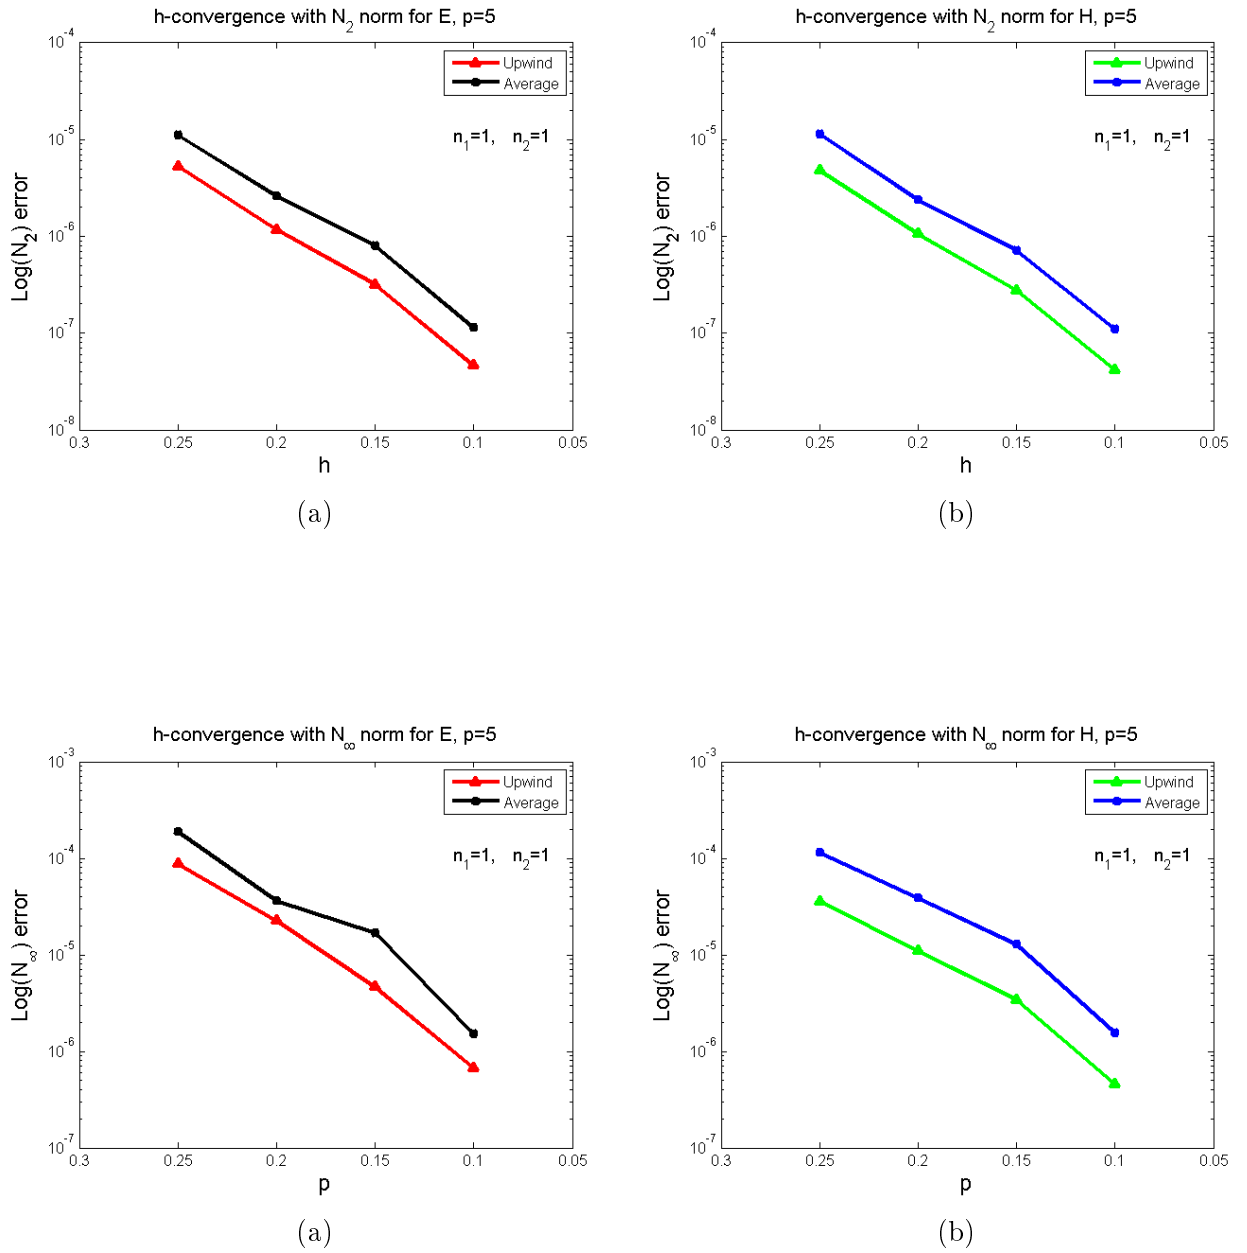 h-convergence with N₂ norm for E, p=5
10⁻⁴
Upwind
Average
10⁻⁵
n₁=1, n₂=1
Log(N₂) error
10⁻⁶
10⁻⁷
10⁻⁸
0.3 0.25 0.2 0.15 0.1 0.05
h
(a)
h-convergence with N₂ norm for H, p=5
10⁻⁴
Upwind
Average
10⁻⁵
n₁=1, n₂=1
Log(N₂) error
10⁻⁶
10⁻⁷
10⁻⁸
0.3 0.25 0.2 0.15 0.1 0.05
h
(b)
h-convergence with N∞ norm for E, p=5
10⁻³
Upwind
Average
10⁻⁴
n₁=1, n₂=1
Log(N∞) error
10⁻⁵
10⁻⁶
10⁻⁷
0.3 0.25 0.2 0.15 0.1 0.05
p
(a)
h-convergence with N∞ norm for H, p=5
10⁻³
Upwind
Average
10⁻⁴
n₁=1, n₂=1
Log(N∞) error
10⁻⁵
10⁻⁶
10⁻⁷
0.3 0.25 0.2 0.15 0.1 0.05
p
(b)